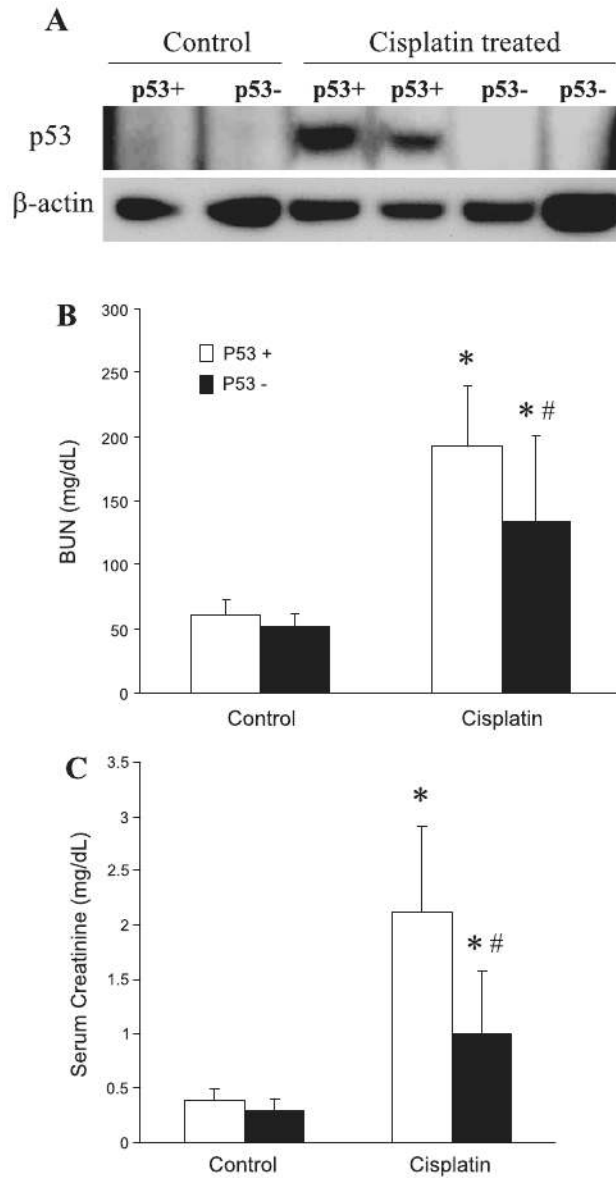 A
Control Cisplatin treated
p53+ p53- p53+ p53+ p53- p53-
p53
β-actin
B
300
250
200
150
100
50
0
BUN (mg/dL)
P53 +
P53 -
*
* #
Control Cisplatin
C
3.5
3
2.5
2
1.5
1
0.5
0
Serum Creatinine (mg/dL)
*
* #
Control Cisplatin